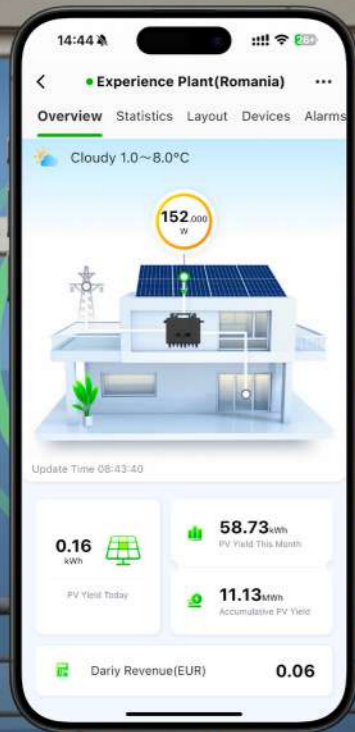 14:44
26+
Experience Plant(Romania)
Overview Statistics Layout Devices Alarms
Cloudy 1.0~8.0°C
152.000
W
Update Time 08:43:40
0.16
kWh
PV Yield Today
58.73kWh
PV Yield This Month
11.13MWh
Accumulative PV Yield
Dariy Revenue(EUR) 0.06